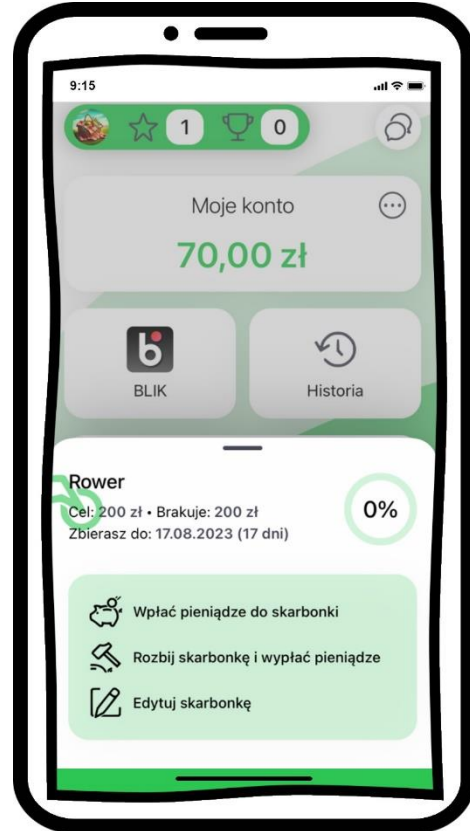 9:15
1 0
Moje konto
70,00 zł
BLIK Historia
Rower
Cel: 200 zł • Brakuje: 200 zł
Zbierasz do: 17.08.2023 (17 dni)
0%
Wpłać pieniądze do skarbonki
Rozbij skarbonkę i wypłać pieniądze
Edytuj skarbonkę